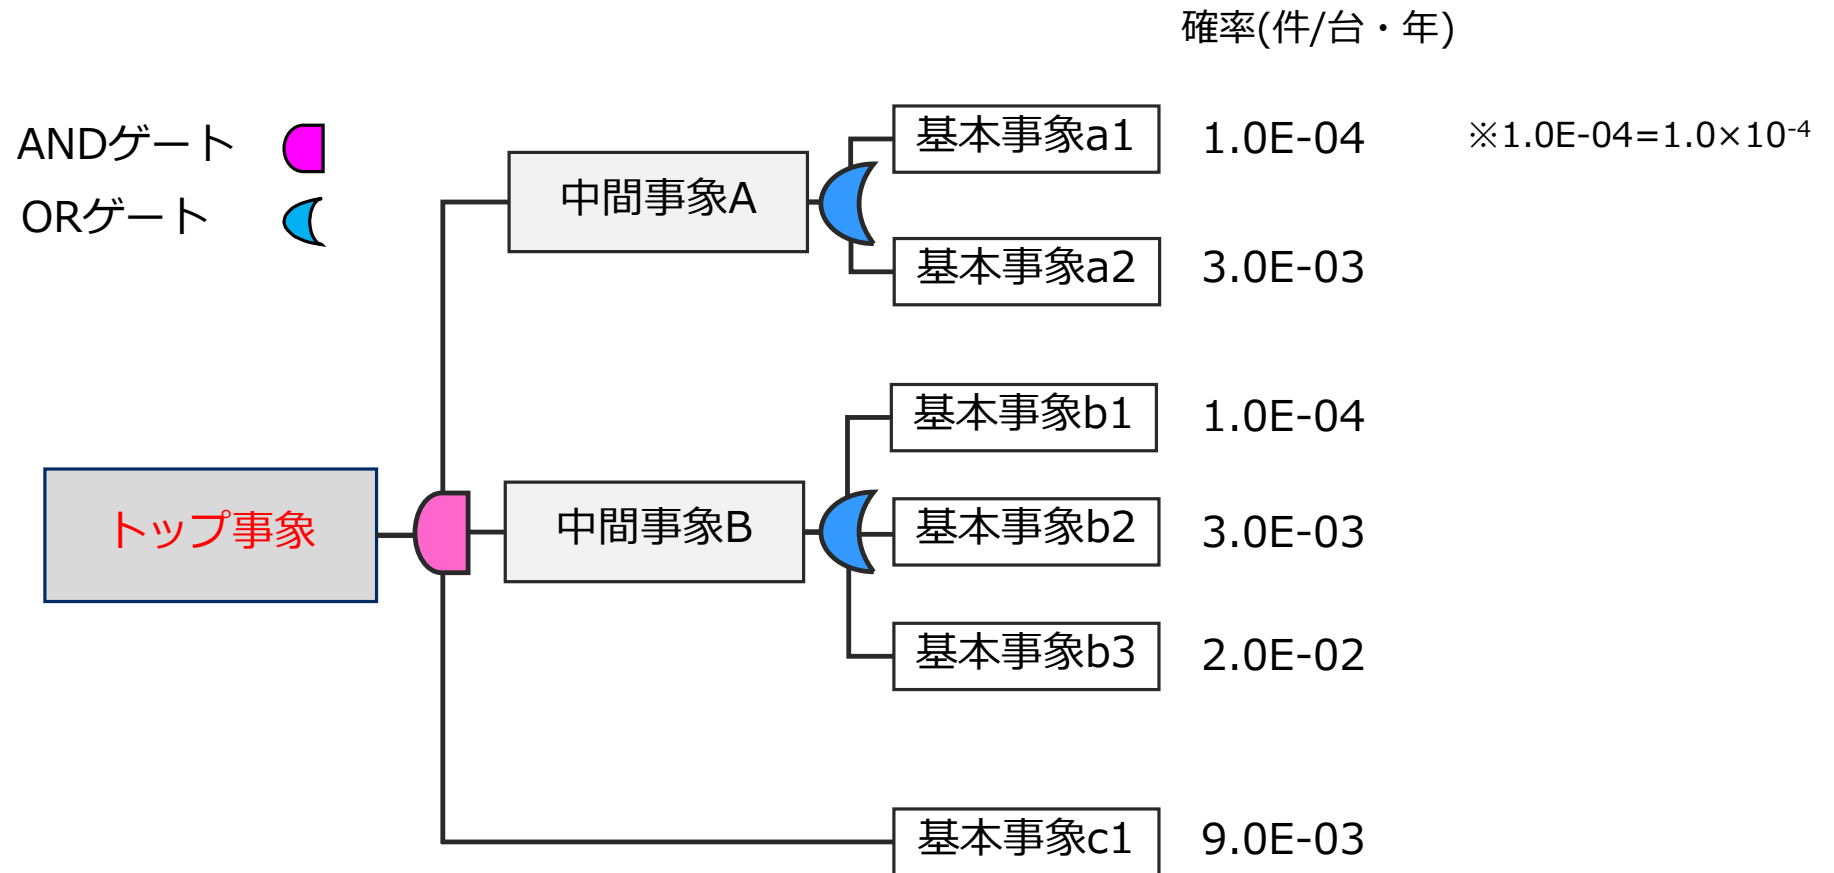 確率(件/台・年)
ANDゲート
ORゲート
基本事象a1 1.0E-04 ※1.0E-04=1.0×10-4
中間事象A
基本事象a2 3.0E-03
基本事象b1 1.0E-04
トップ事象
中間事象B
基本事象b2 3.0E-03
基本事象b3 2.0E-02
基本事象c1 9.0E-03